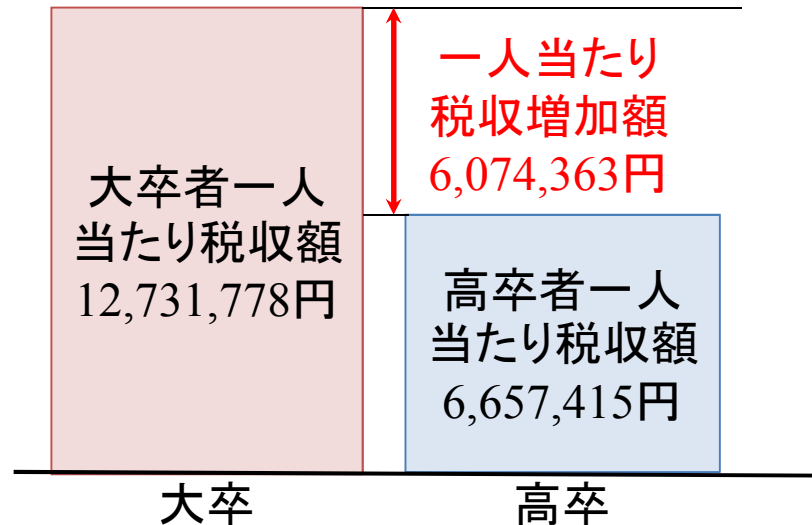 一人当たり
税収増加額
6,074,363円
大卒者一人
当たり税収額
12,731,778円
高卒者一人
当たり税収額
6,657,415円
大卒
高卒